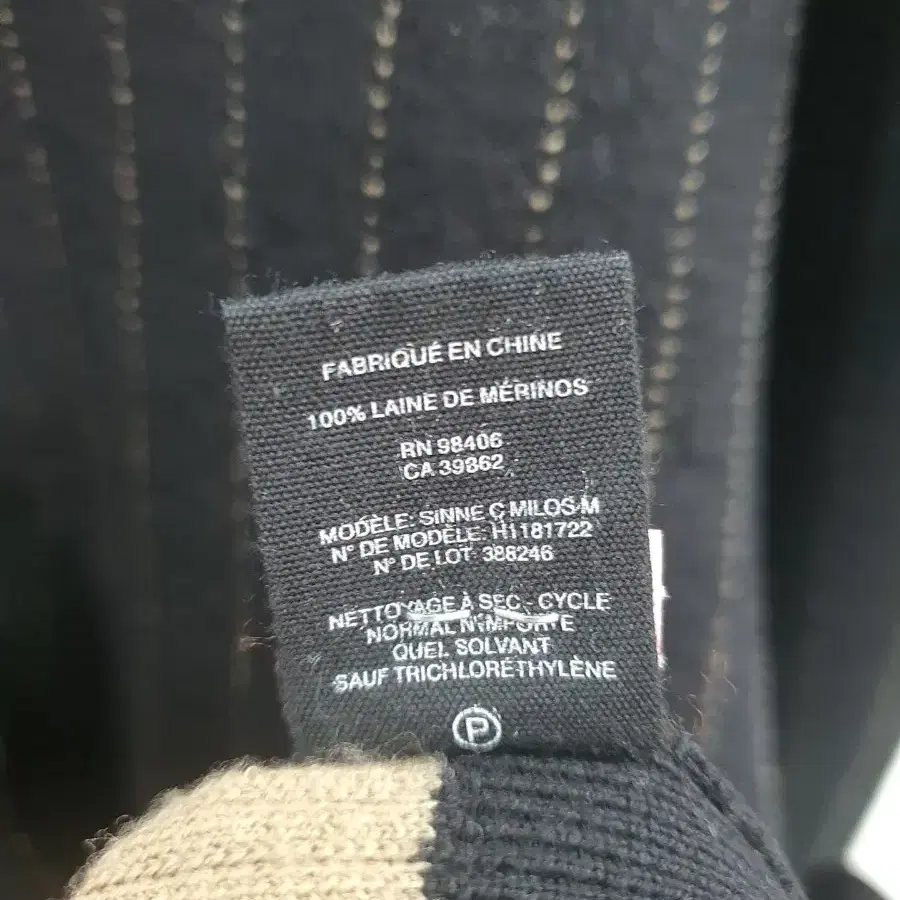 FABRIQUÉ EN CHINE
100% LAINE DE MÉRINOS
RN 98406
CA 39862
MODÈLE: SINNE C MILOS-M
N° DE MODÈLE: H1181722
N° DE LOT: 388246
NETTOYAGE À SEC - CYCLE
NORMAL N'IMPORTE
QUEL SOLVANT
SAUF TRICHLORÉTHYLÈNE
P